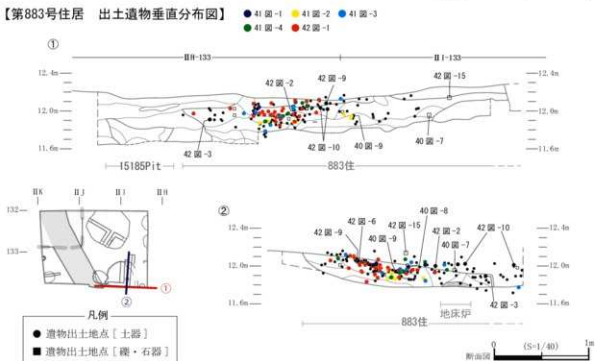 【第883号住居 出土遺物垂直分布図】
● 41図-1 ● 41図-2 ● 41図-3
● 41図-4 ● 42図-1
①
ⅡH-133 ⅡI-133
12.4m 12.4m
42図-2 42図-9 42図-15
12.0m 12.0m
11.6m 11.6m
42図-3 42図-10 40図-9 40図-7
15185Pit 883住
ⅡK ⅡJ ⅡI ⅡH
132
133
①
②
②
12.4m 12.4m
42図-9 42図-6 40図-9 42図-15 40図-8 42図-2 40図-7 42図-10
12.0m 12.0m
11.6m 11.6m
42図-3
地床炉
883住
凡例
● 遺物出土地点 [ 土器 ]
■ 遺物出土地点 [ 礫・石器 ]
0 (S=1/40) 1m
断面図